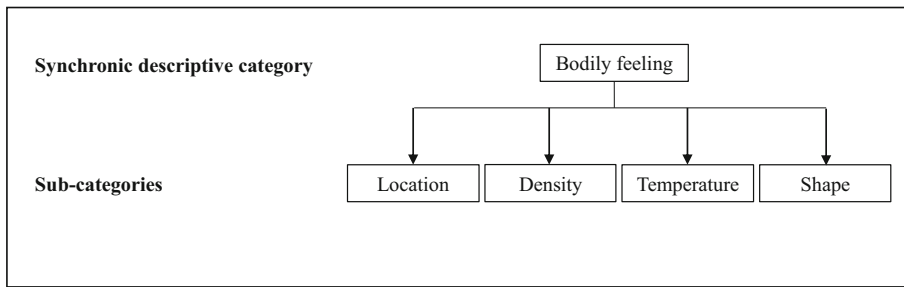 Synchronic descriptive category Bodily feeling
Sub-categories Location Density Temperature Shape